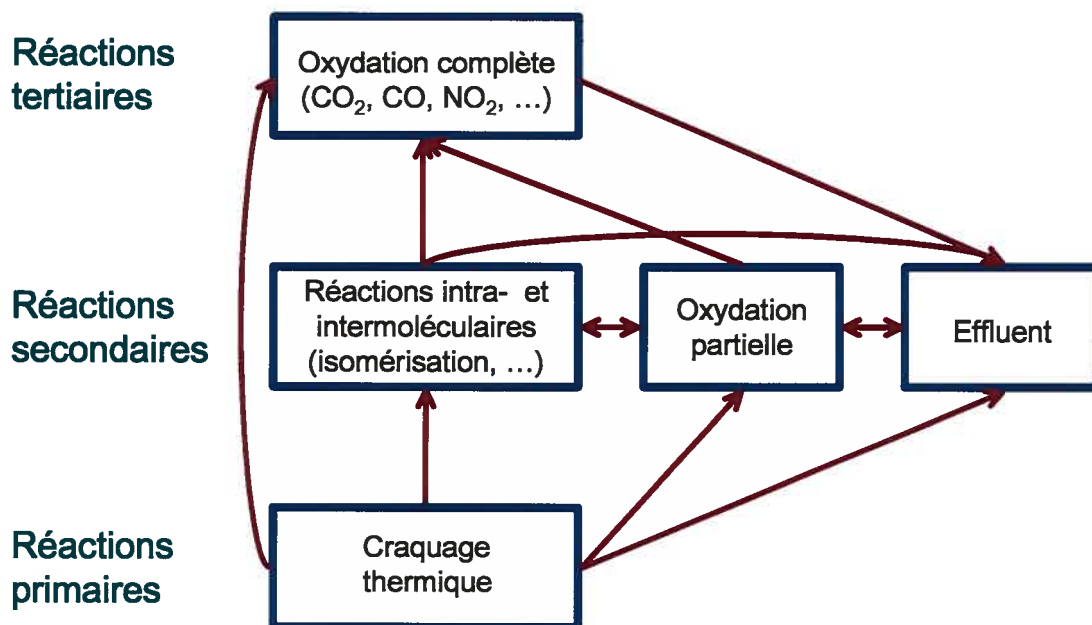 Réactions
tertiaires
Oxydation complète
(CO₂, CO, NO₂, …)
Réactions
secondaires
Réactions intra- et
intermoléculaires
(isomérisation, …)
Oxydation
partielle
Effluent
Réactions
primaires
Craquage
thermique